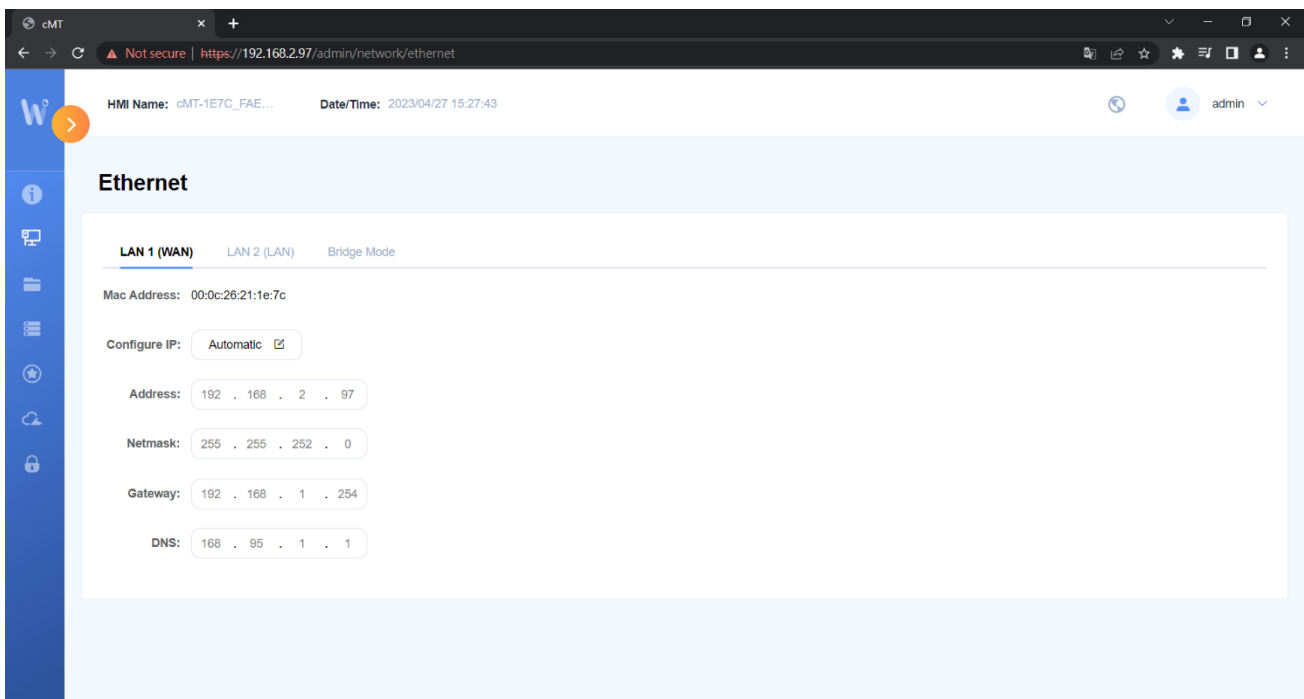 cMT
Not secure | https://192.168.2.97/admin/network/ethernet
HMI Name: cMT-1E7C_FAE... Date/Time: 2023/04/27 15:27:43 admin
Ethernet
LAN 1 (WAN) LAN 2 (LAN) Bridge Mode
Mac Address: 00:0c:26:21:1e:7c
Configure IP: Automatic
Address: 192 . 168 . 2 . 97
Netmask: 255 . 255 . 252 . 0
Gateway: 192 . 168 . 1 . 254
DNS: 168 . 95 . 1 . 1